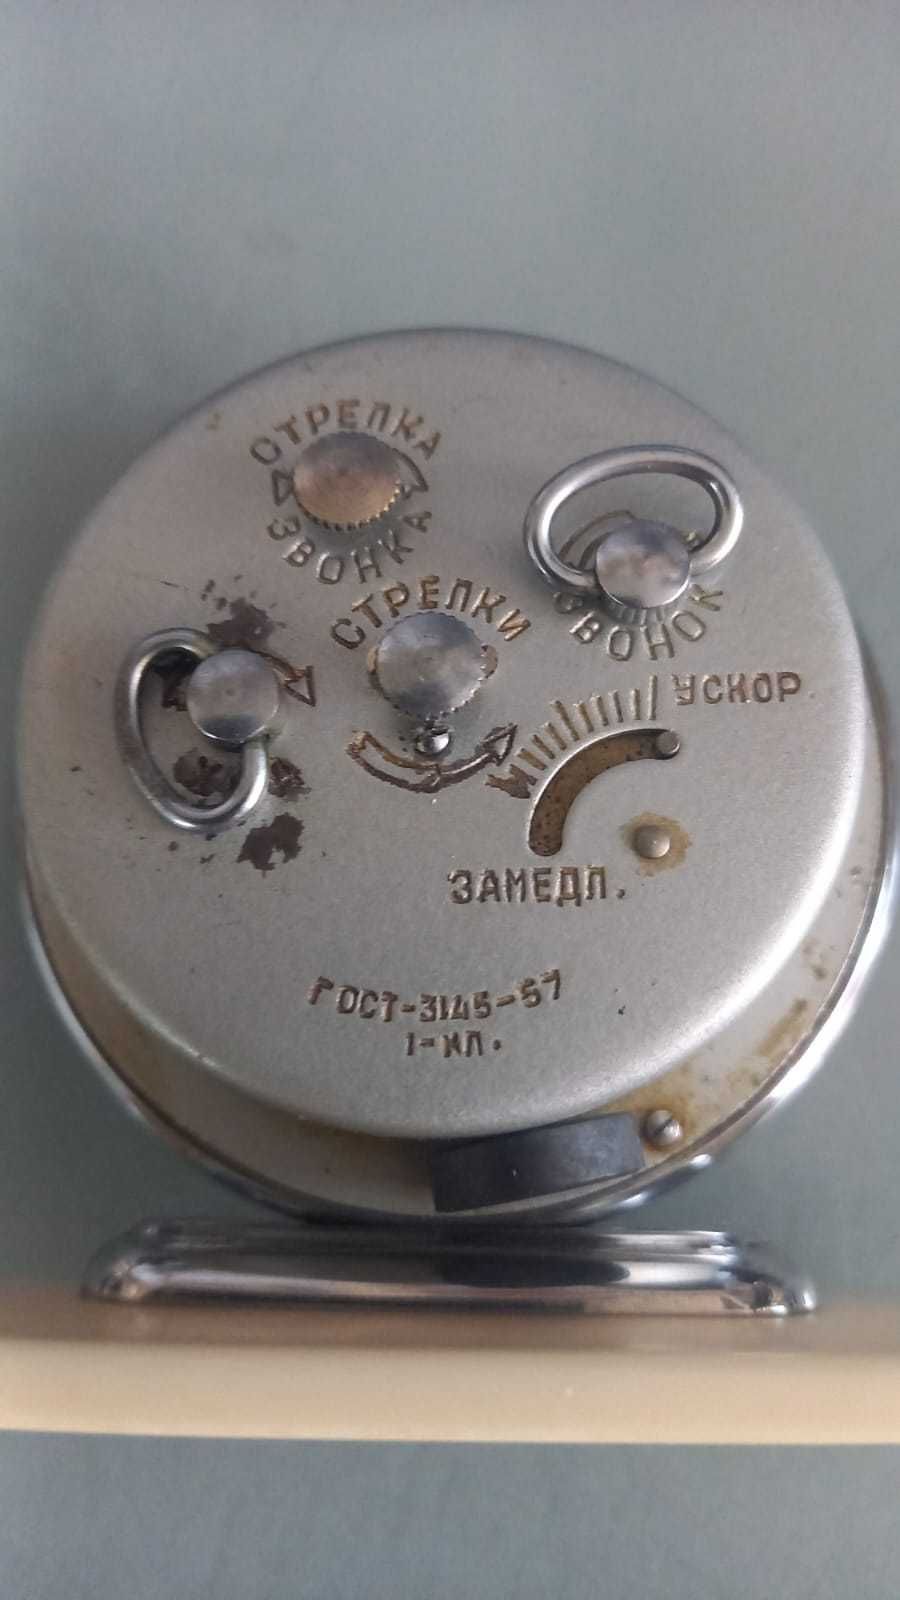 СТРЕЛКА
ЗВОНКА
СТРЕЛКИ
ЗВОНОК
УСКОР
ЗАМЕДЛ.
ГОСТ-3145-57
1-КЛ.